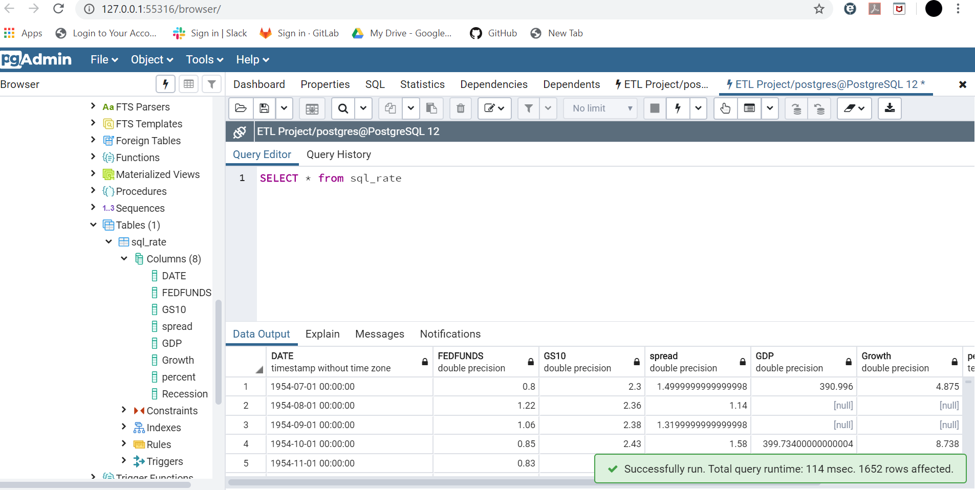 127.0.0.1:55316/browser/
Apps Login to Your Acco... Sign in | Slack Sign in · GitLab My Drive - Google... GitHub New Tab
pgAdmin File Object Tools Help
Browser Dashboard Properties SQL Statistics Dependencies Dependents ETL Project/pos... ETL Project/postgres@PostgreSQL 12 *
No limit
ETL Project/postgres@PostgreSQL 12
Query Editor Query History
1 SELECT * from sql_rate
Aa FTS Parsers
FTS Templates
Foreign Tables
Functions
Materialized Views
Procedures
1..3 Sequences
Tables (1)
sql_rate
Columns (8)
DATE
FEDFUNDS
GS10
spread
GDP
Growth
percent
Recession
Constraints
Indexes
Rules
Triggers
Trigger Functions
Data Output Explain Messages Notifications
DATE FEDFUNDS GS10 spread GDP Growth pe
timestamp without time zone double precision double precision double precision double precision double precision te
1 1954-07-01 00:00:00 0.8 2.3 1.4999999999999998 390.996 4.875
2 1954-08-01 00:00:00 1.22 2.36 1.14 [null] [null]
3 1954-09-01 00:00:00 1.06 2.38 1.3199999999999998 [null] [null]
4 1954-10-01 00:00:00 0.85 2.43 1.58 399.73400000000004 8.738
5 1954-11-01 00:00:00 0.83
Successfully run. Total query runtime: 114 msec. 1652 rows affected.